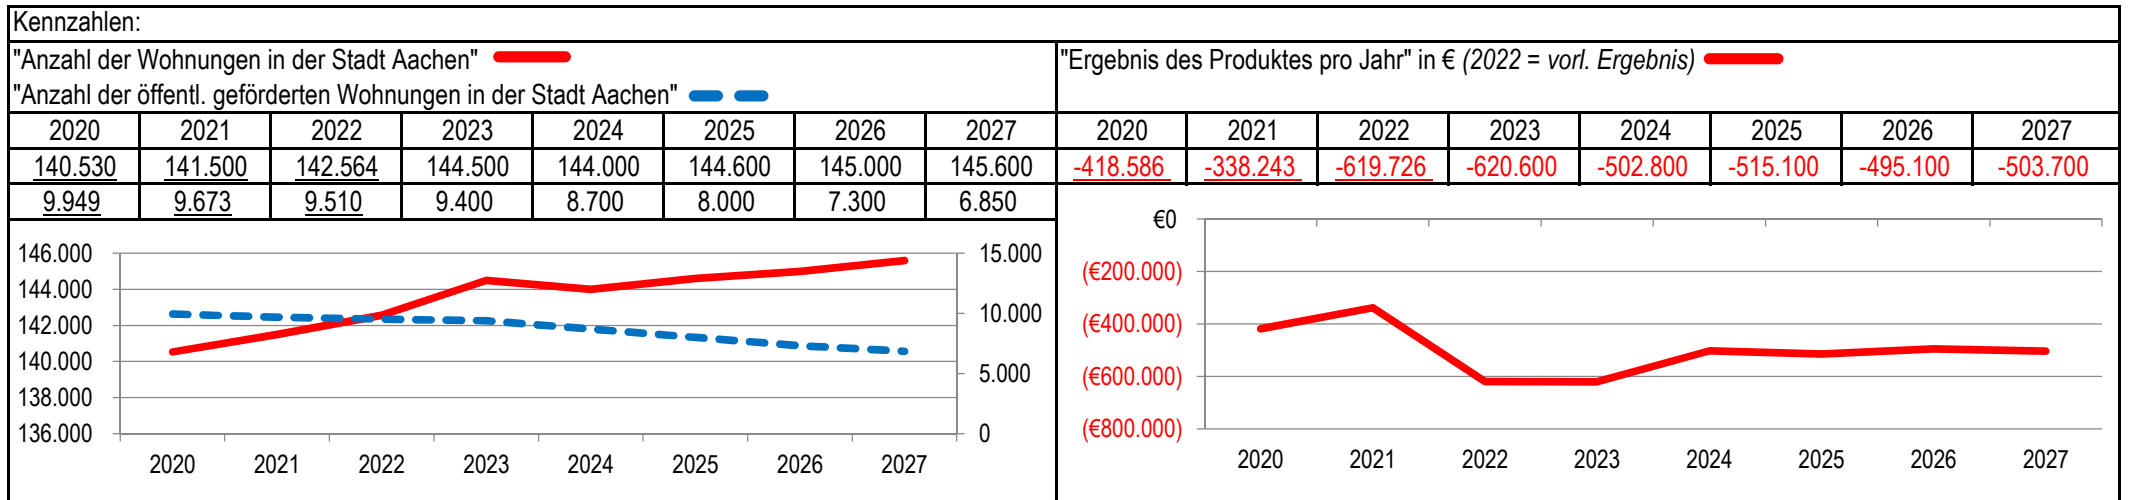 Kennzahlen:
"Anzahl der Wohnungen in der Stadt Aachen"
"Anzahl der öffentl. geförderten Wohnungen in der Stadt Aachen"
2020 2021 2022 2023 2024 2025 2026 2027
140.530 141.500 142.564 144.500 144.000 144.600 145.000 145.600
9.949 9.673 9.510 9.400 8.700 8.000 7.300 6.850
146.000 15.000
144.000
10.000
142.000
140.000
5.000
138.000
136.000 0
2020 2021 2022 2023 2024 2025 2026 2027
"Ergebnis des Produktes pro Jahr" in € (2022 = vorl. Ergebnis)
2020 2021 2022 2023 2024 2025 2026 2027
-418.586 -338.243 -619.726 -620.600 -502.800 -515.100 -495.100 -503.700
€0
(€200.000)
(€400.000)
(€600.000)
(€800.000)
2020 2021 2022 2023 2024 2025 2026 2027